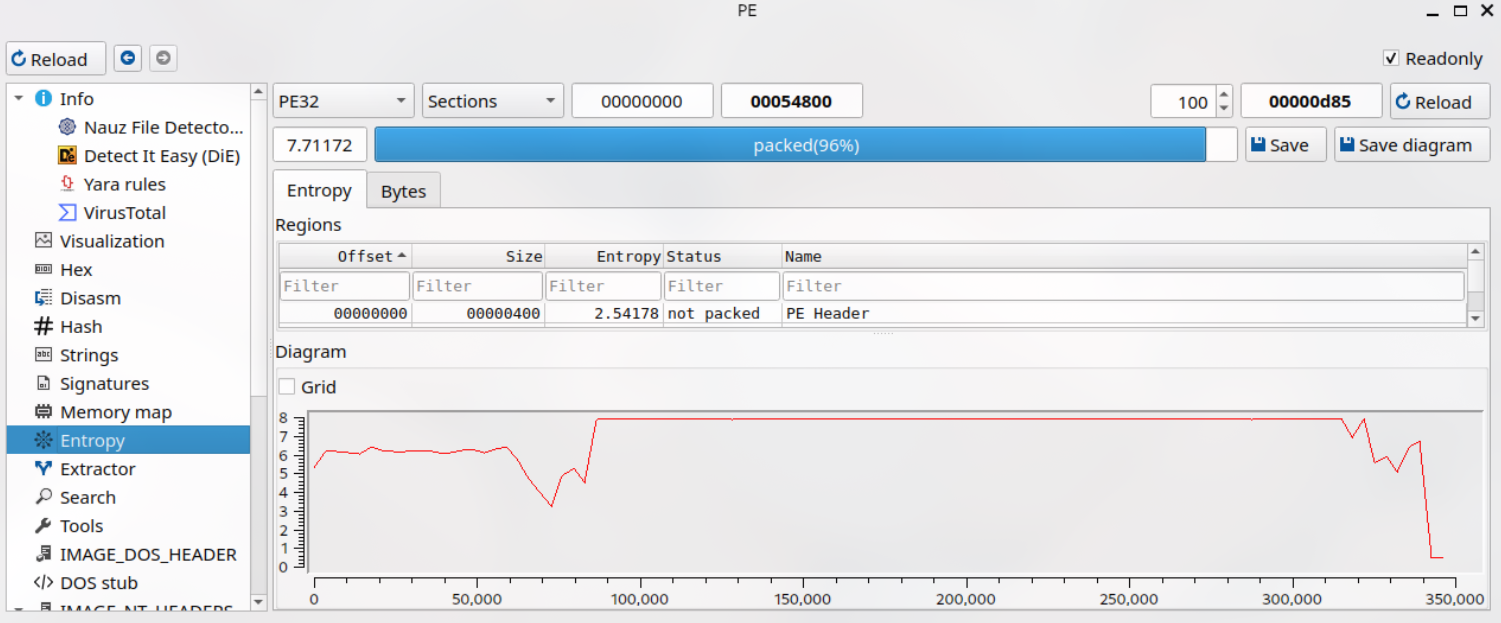 PE
Reload
Readonly
Info
Nauz File Detecto...
Detect It Easy (DiE)
Yara rules
VirusTotal
Visualization
Hex
Disasm
Hash
Strings
Signatures
Memory map
Entropy
Extractor
Search
Tools
IMAGE_DOS_HEADER
DOS stub
IMAGE_NT_HEADERS
PE32 Sections 00000000 00054800 100 00000d85 Reload
7.71172 packed(96%) Save Save diagram
Entropy Bytes
Regions
Offset Size Entropy Status Name
Filter Filter Filter Filter Filter
00000000 00000400 2.54178 not packed PE Header
Diagram
Grid
8
7
6
5
4
3
2
1
0
0 50,000 100,000 150,000 200,000 250,000 300,000 350,000